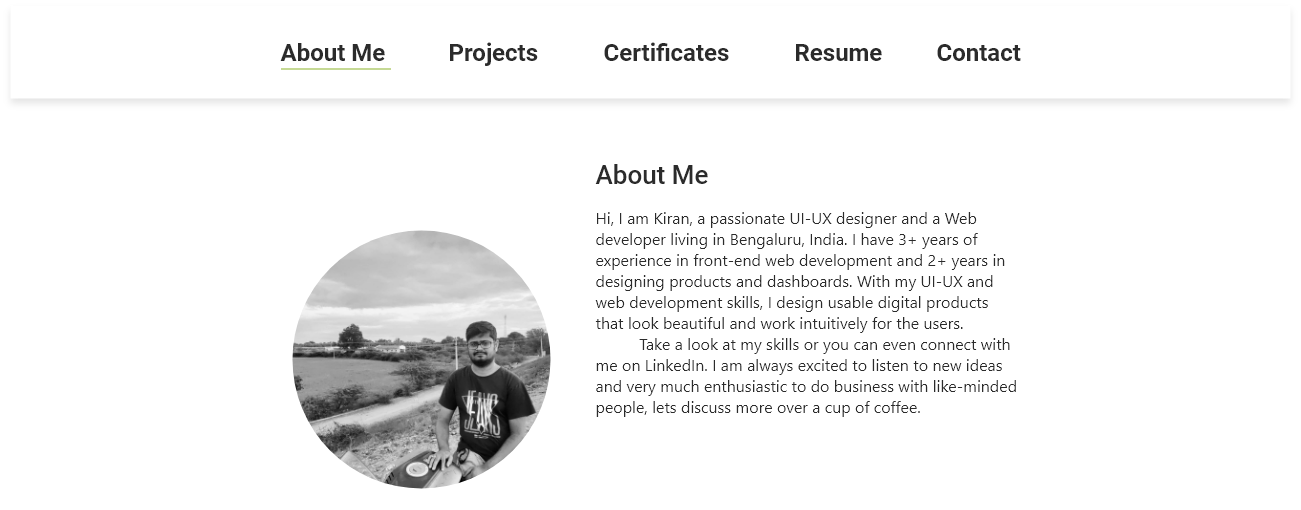 About Me Projects Certificates Resume Contact
About Me
Hi, I am Kiran, a passionate UI-UX designer and a Web
developer living in Bengaluru, India. I have 3+ years of
experience in front-end web development and 2+ years in
designing products and dashboards. With my UI-UX and
web development skills, I design usable digital products
that look beautiful and work intuitively for the users.
Take a look at my skills or you can even connect with
me on LinkedIn. I am always excited to listen to new ideas
and very much enthusiastic to do business with like-minded
people, lets discuss more over a cup of coffee.